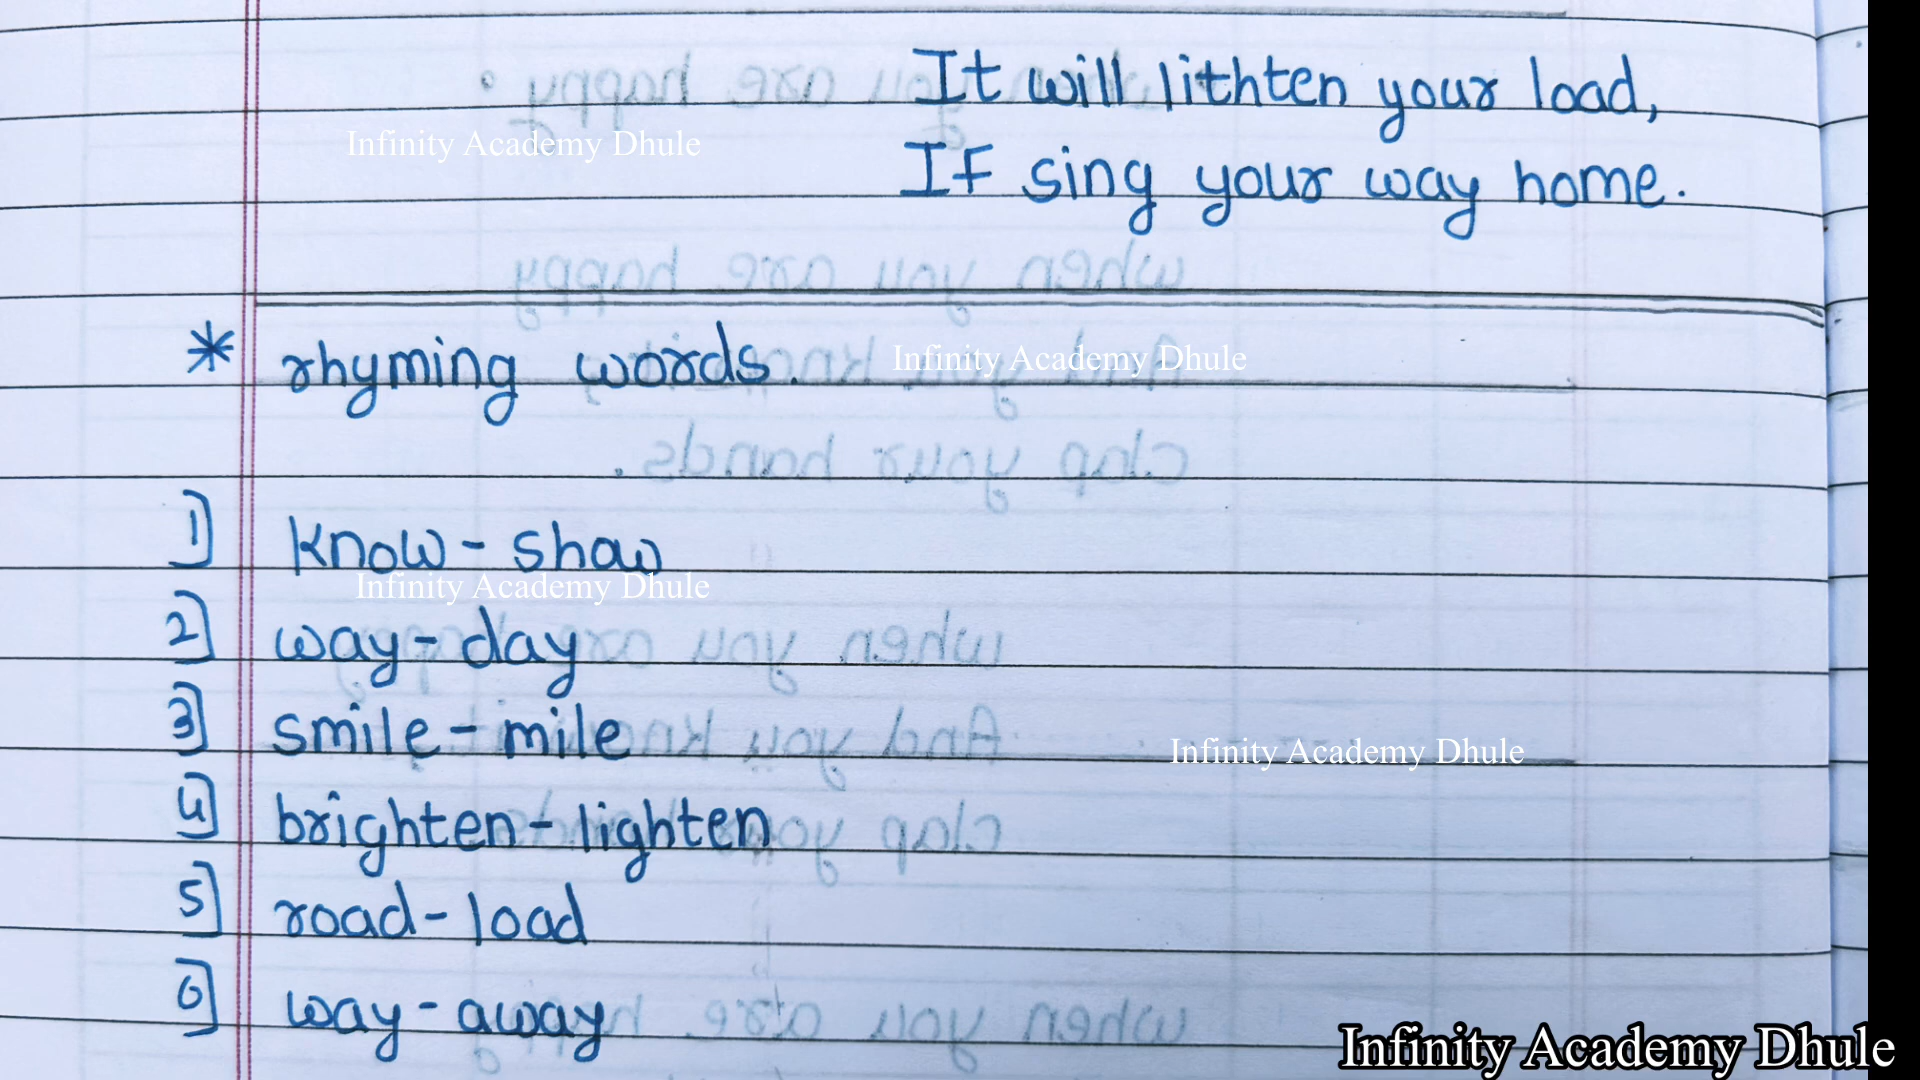 It will lithten your load,
Infinity Academy Dhule
If sing your way home.
* rhyming words.
Infinity Academy Dhule
1] know - show
Infinity Academy Dhule
2] way - day
3] smile - mile
Infinity Academy Dhule
4] brighten - lighten
5] road - load
6] way - away
Infinity Academy Dhule